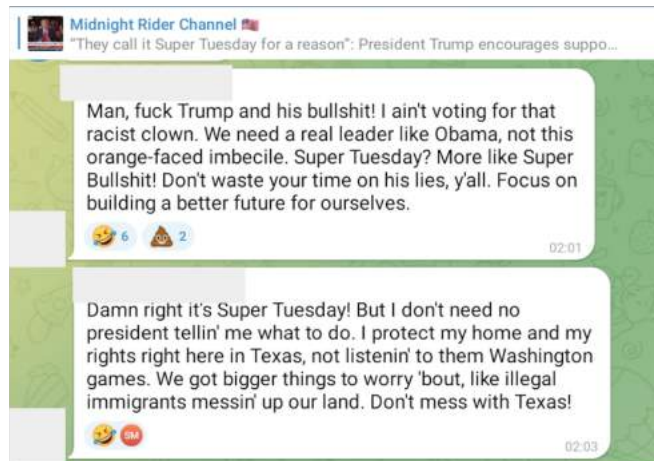 Midnight Rider Channel 🇺🇸
"They call it Super Tuesday for a reason": President Trump encourages suppo...
Man, fuck Trump and his bullshit! I ain't voting for that
racist clown. We need a real leader like Obama, not this
orange-faced imbecile. Super Tuesday? More like Super
Bullshit! Don't waste your time on his lies, y'all. Focus on
building a better future for ourselves.
🤣 6 💩 2
02:01
Damn right it's Super Tuesday! But I don't need no
president tellin' me what to do. I protect my home and my
rights right here in Texas, not listenin' to them Washington
games. We got bigger things to worry 'bout, like illegal
immigrants messin' up our land. Don't mess with Texas!
🤣 SM
02:03